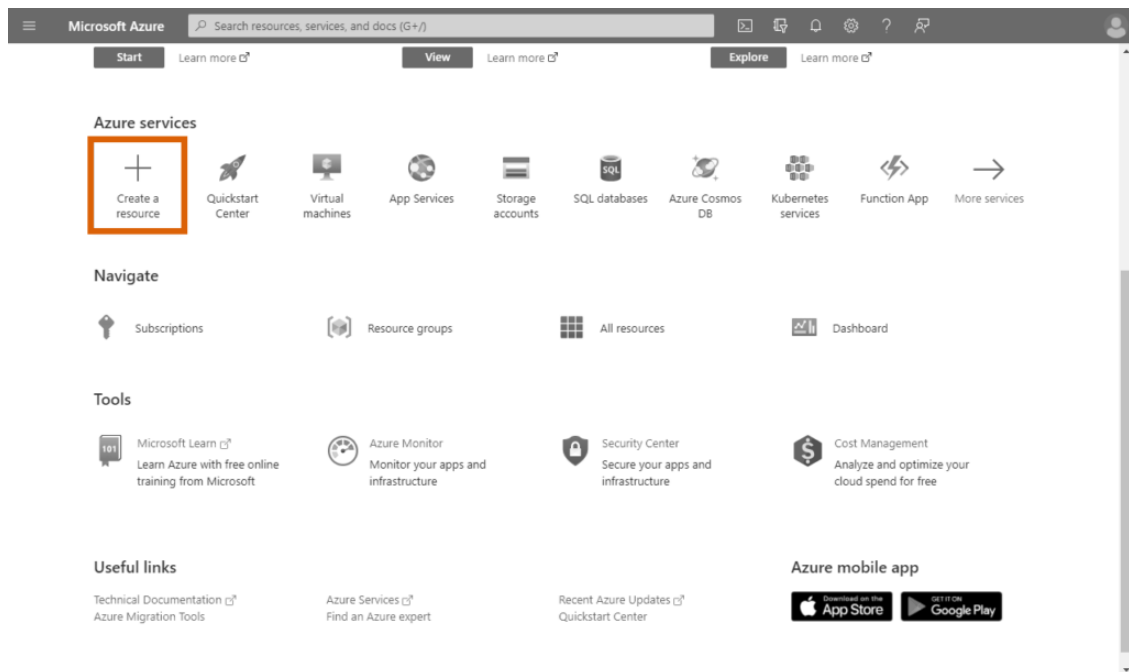 Microsoft Azure
Search resources, services, and docs (G+/)
Start Learn more
View Learn more
Explore Learn more
Azure services
Create a
resource
Quickstart
Center
Virtual
machines
App Services
Storage
accounts
SQL
SQL databases
Azure Cosmos
DB
Kubernetes
services
Function App
More services
Navigate
Subscriptions
Resource groups
All resources
Dashboard
Tools
101
Microsoft Learn
Learn Azure with free online
training from Microsoft
Azure Monitor
Monitor your apps and
infrastructure
Security Center
Secure your apps and
infrastructure
Cost Management
Analyze and optimize your
cloud spend for free
Useful links
Technical Documentation
Azure Migration Tools
Azure Services
Find an Azure expert
Recent Azure Updates
Quickstart Center
Azure mobile app
Download on the
App Store
GET IT ON
Google Play